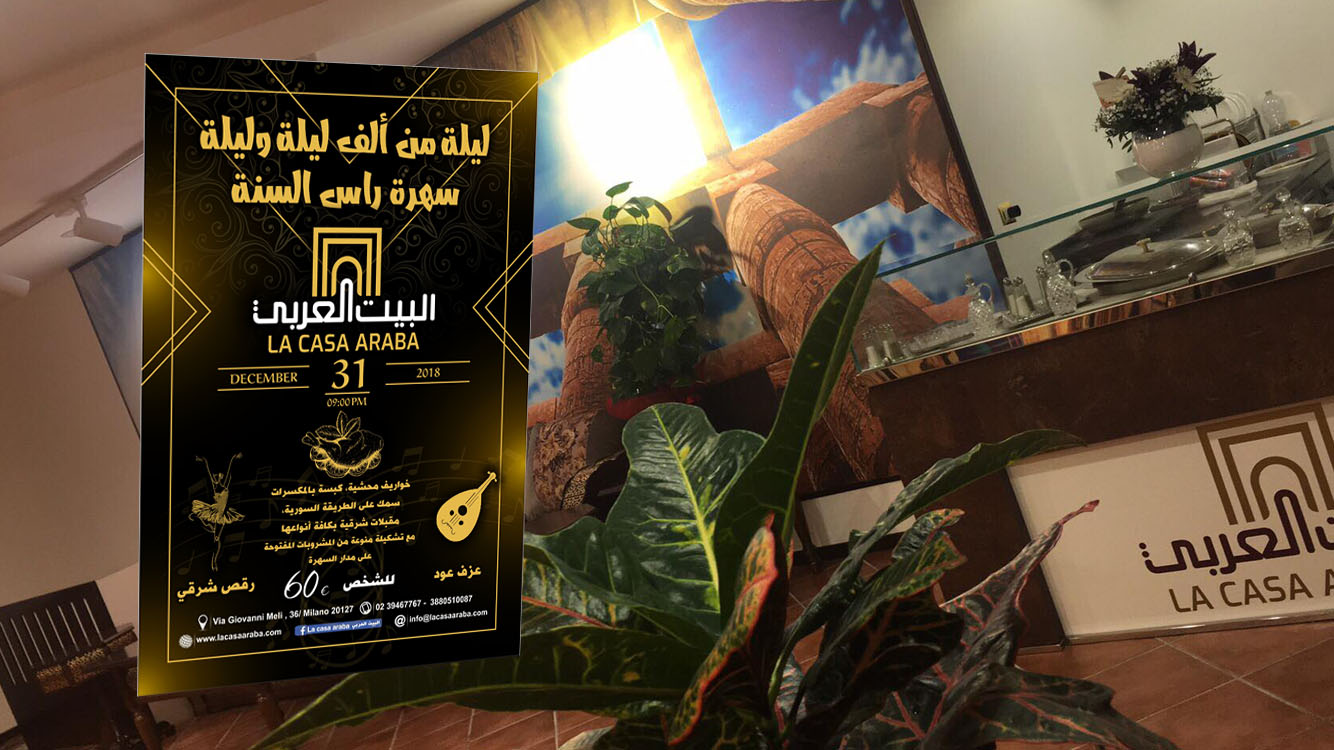 ليلة من ألف ليلة وليلة
سهرة راس السنة
البيت العربي
LA CASA ARABA
DECEMBER 31 2018
09:00 PM
خواريف محشية، كبسة بالمكسرات
سمك على الطريقة السورية،
مقبلات شرقية بكافة أنواعها
مع تشكيلة منوعة من المشروبات المفتوحة
على مدار السهرة
عزف عود
للشخص 60€
رقص شرقي
Via Giovanni Meli , 36/ Milano 20127 02 39467767 - 3880510087
www.lacasaaraba.com La casa araba البيت العربي info@lacasaaraba.com
يت العربي
LA CASA A